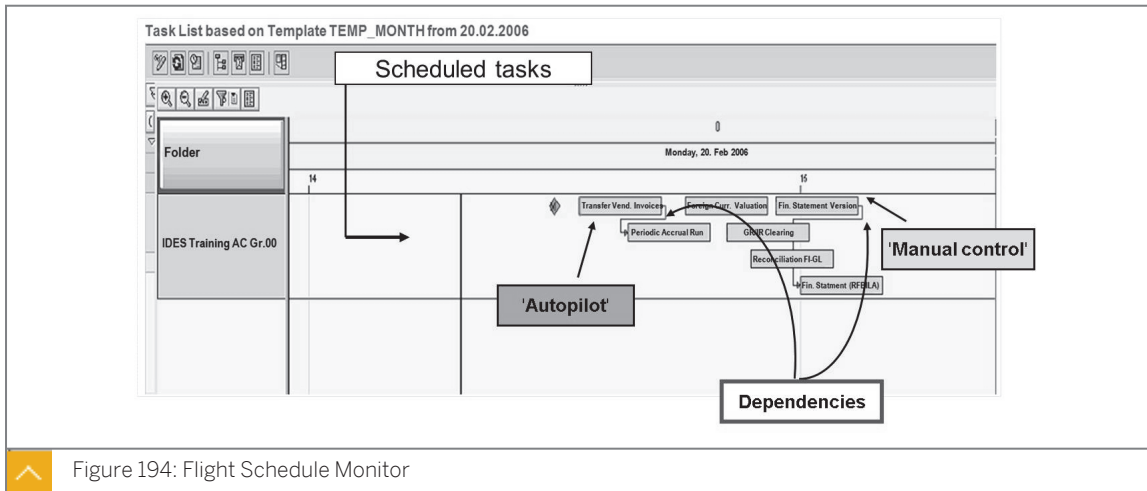 Task List based on Template TEMP_MONTH from 20.02.2006
Scheduled tasks
0
Folder
Monday, 20. Feb 2006
14
15
Transfer Vend. Invoices
Foreign Curr. Valuation
Fin. Statement Version
IDES Training AC Gr.00
Periodic Accrual Run
GR/IR Clearing
'Manual control'
Reconciliation FI-GL
Fin. Statment (RFBILA)
'Autopilot'
Dependencies
Figure 194: Flight Schedule Monitor